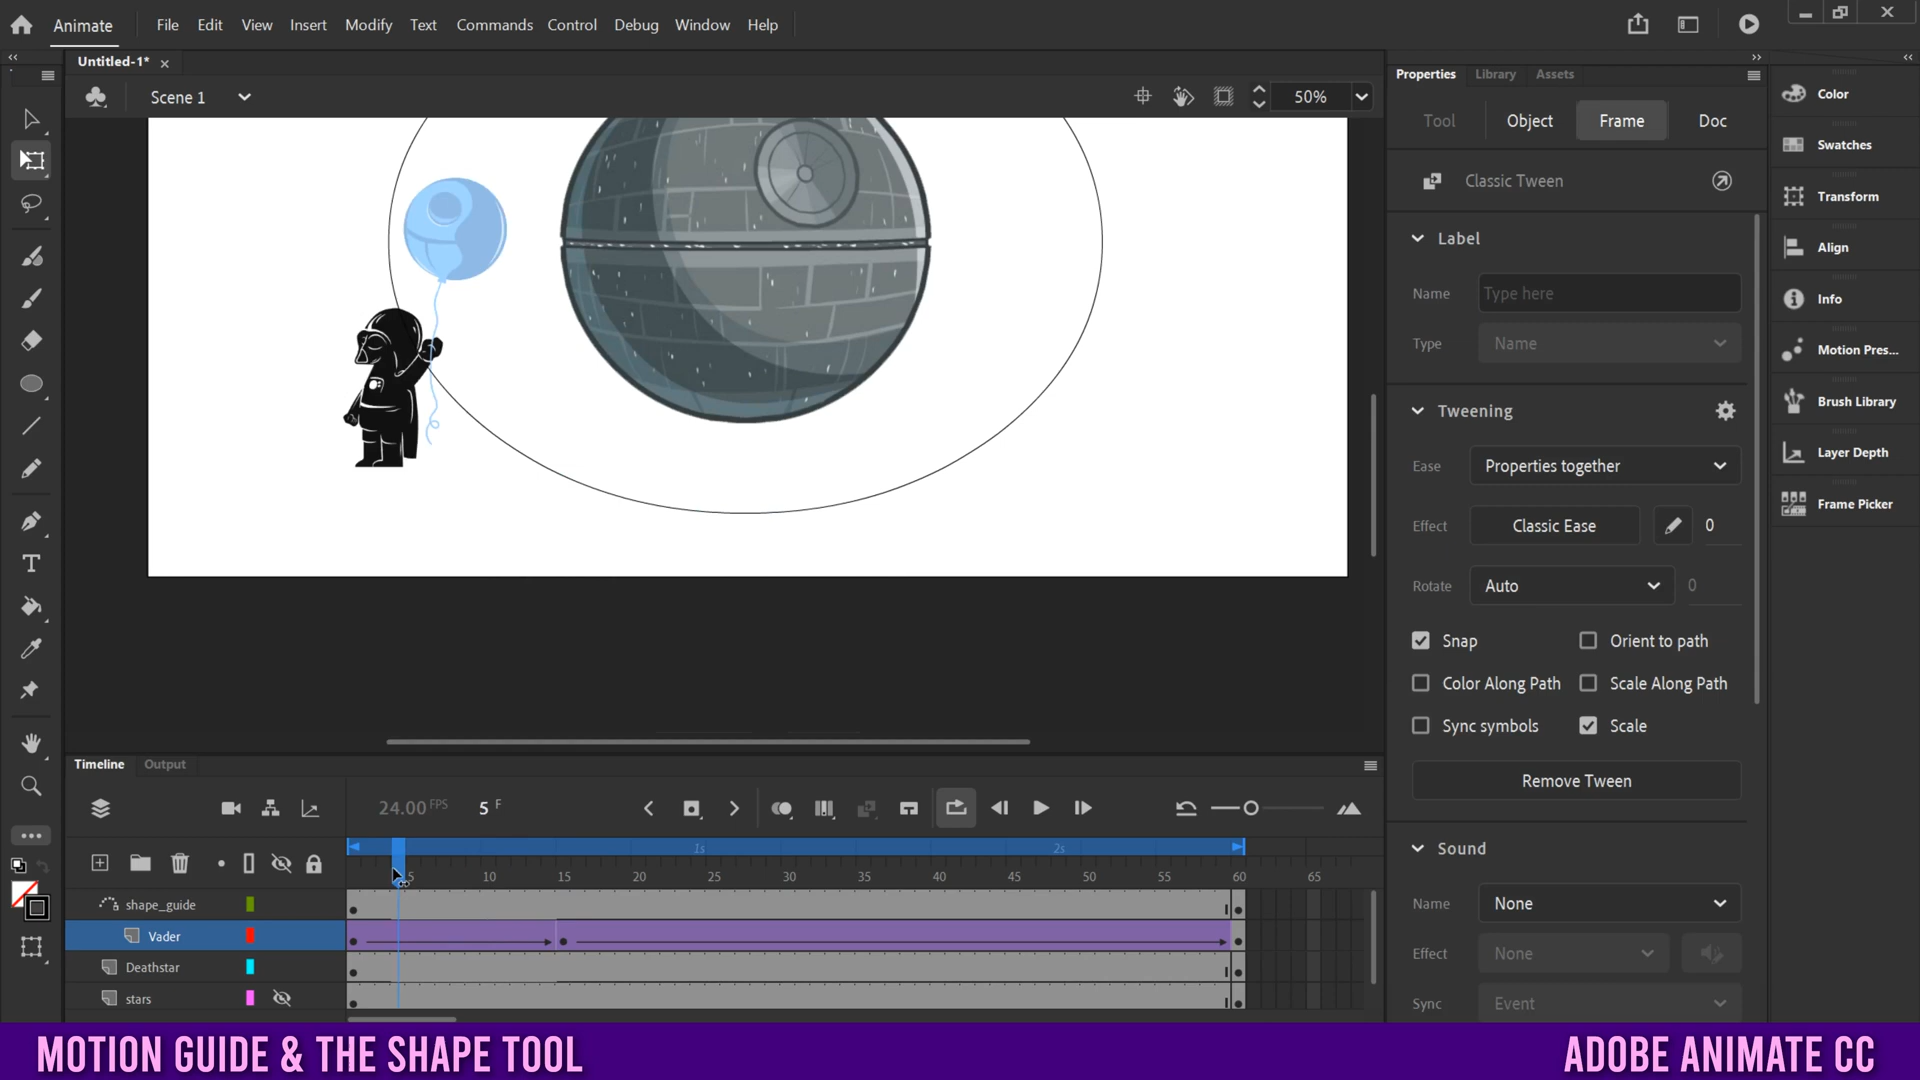 Animate
File Edit View Insert Modify Text Commands Control Debug Window Help
Untitled-1*
Scene 1
50%
Properties Library Assets
Tool Object Frame Doc
Classic Tween
Label
Name Type here
Type Name
Tweening
Ease Properties together
Effect Classic Ease 0
Rotate Auto 0
Snap Orient to path
Color Along Path Scale Along Path
Sync symbols Scale
Remove Tween
Sound
Name None
Effect None
Sync Event
Color
Swatches
Transform
Align
Info
Motion Pres...
Brush Library
Layer Depth
Frame Picker
Timeline Output
24.00 FPS 5 F
1s 2s
5 10 15 20 25 30 35 40 45 50 55 60 65
shape_guide
Vader
Deathstar
stars
MOTION GUIDE & THE SHAPE TOOL
ADOBE ANIMATE CC